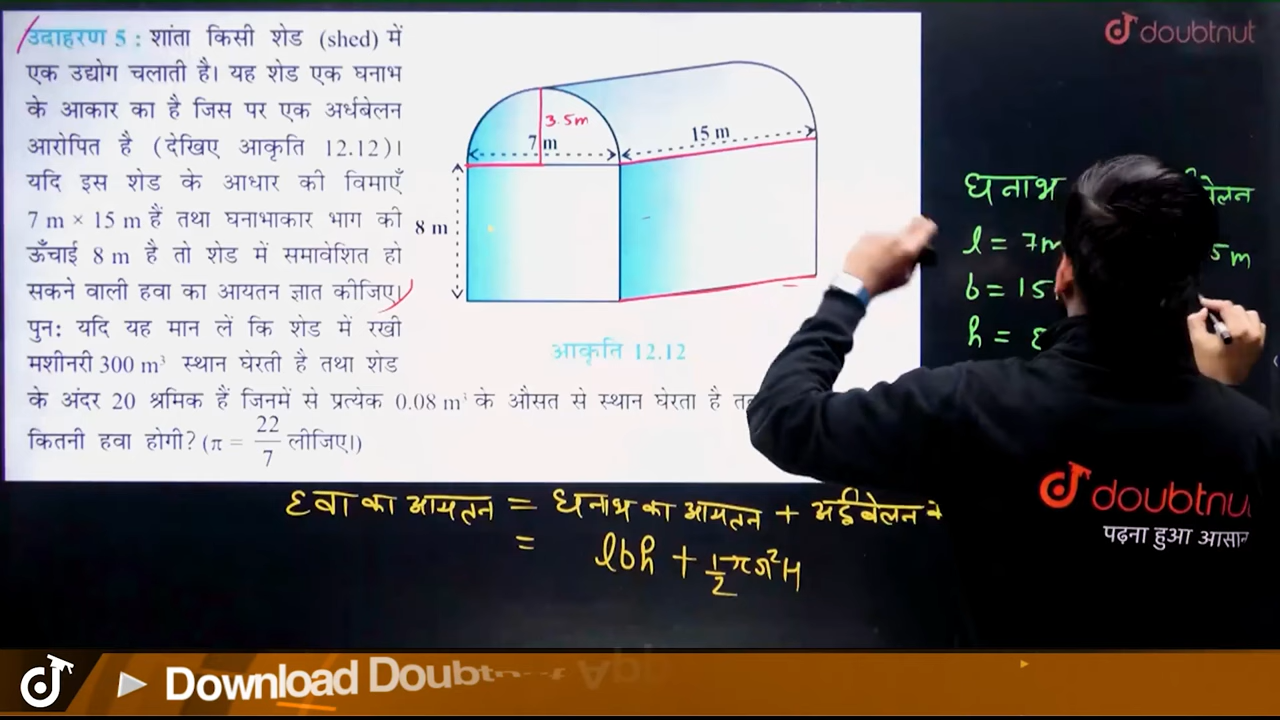 उदाहरण 5 : शांता किसी शेड (shed) में
एक उद्योग चलाती है। यह शेड एक घनाभ
के आकार का है जिस पर एक अर्धबेलन
आरोपित है (देखिए आकृति 12.12)।
यदि इस शेड के आधार की विमाएँ
7 m × 15 m हैं तथा घनाभाकार भाग की
ऊँचाई 8 m है तो शेड में समावेशित हो
सकने वाली हवा का आयतन ज्ञात कीजिए।
पुन: यदि यह मान लें कि शेड में रखी
मशीनरी 300 m³ स्थान घेरती है तथा शेड
के अंदर 20 श्रमिक हैं जिनमें से प्रत्येक 0.08 m³ के औसत से स्थान घेरता है
कितनी हवा होगी? (π = 22/7 लीजिए।)
3.5m
7 m
15 m
8 m
आकृति 12.12
doubtnut
घनाभ
l = 7m
5m
b = 15
h =
हवा का आयतन = घनाभ का आयतन + अर्द्धबेलन
= lbh + 1/2 πr²H
doubtnut
पढ़ना हुआ आसान
Download Doubtnut App